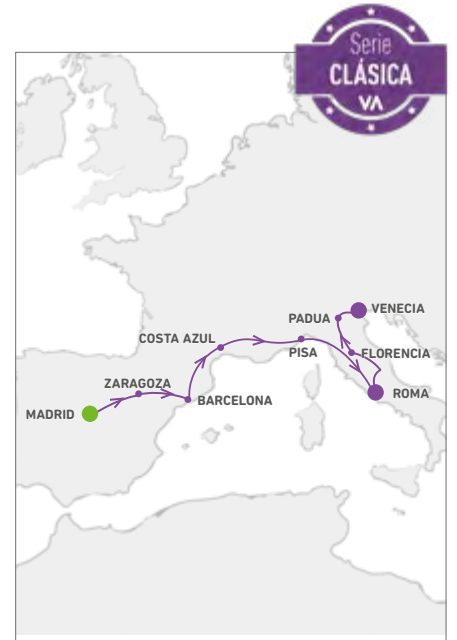 Serie
CLÁSICA
VA
VENECIA
PADUA
COSTA AZUL
PISA
FLORENCIA
ZARAGOZA
ROMA
BARCELONA
MADRID